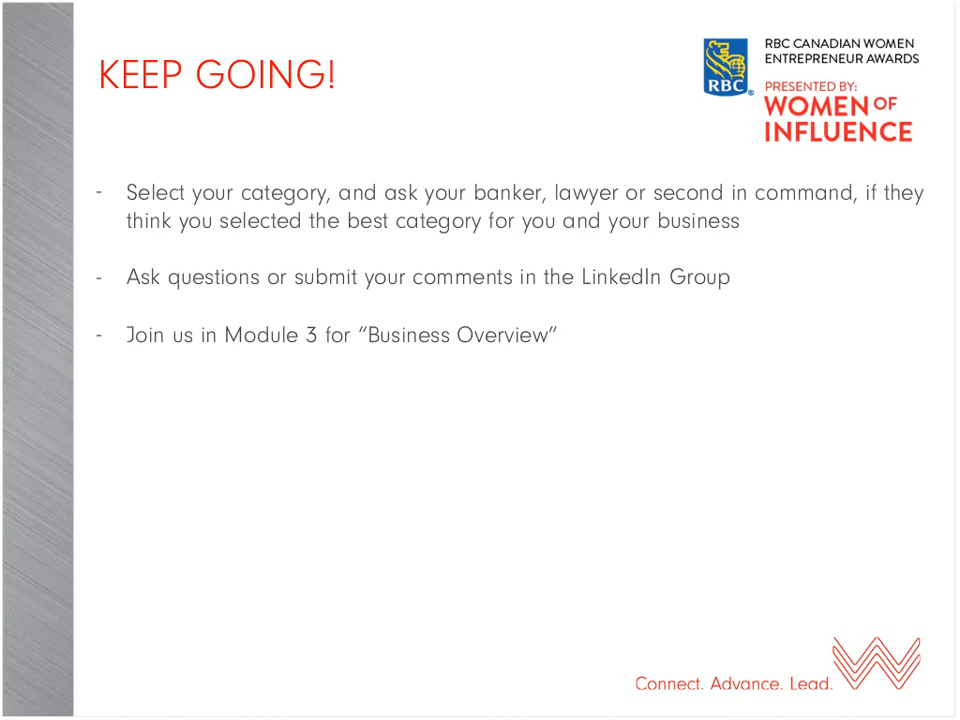 KEEP GOING!
RBC
®
RBC CANADIAN WOMEN
ENTREPRENEUR AWARDS
PRESENTED BY:
WOMEN OF
INFLUENCE
- Select your category, and ask your banker, lawyer or second in command, if they
think you selected the best category for you and your business
- Ask questions or submit your comments in the LinkedIn Group
- Join us in Module 3 for “Business Overview”
Connect. Advance. Lead.